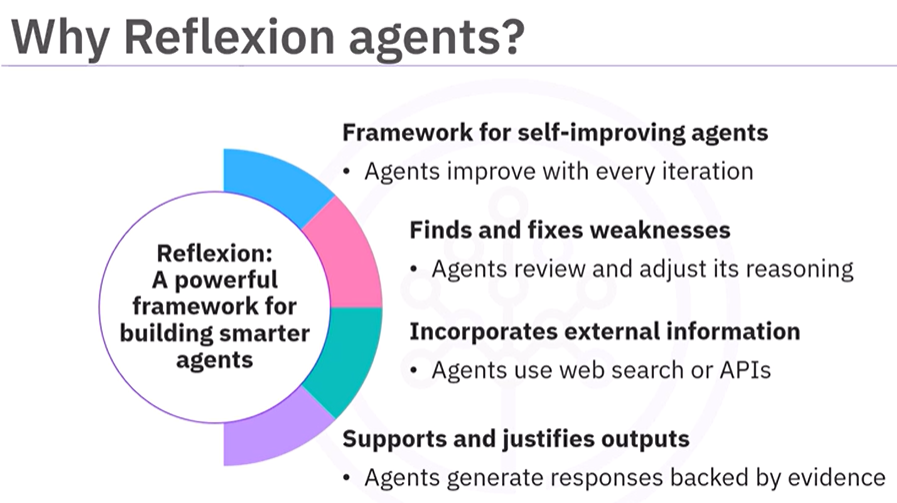 Why Reflexion agents?
Reflexion:
A powerful
framework for
building smarter
agents
Framework for self-improving agents
• Agents improve with every iteration
Finds and fixes weaknesses
• Agents review and adjust its reasoning
Incorporates external information
• Agents use web search or APIs
Supports and justifies outputs
• Agents generate responses backed by evidence